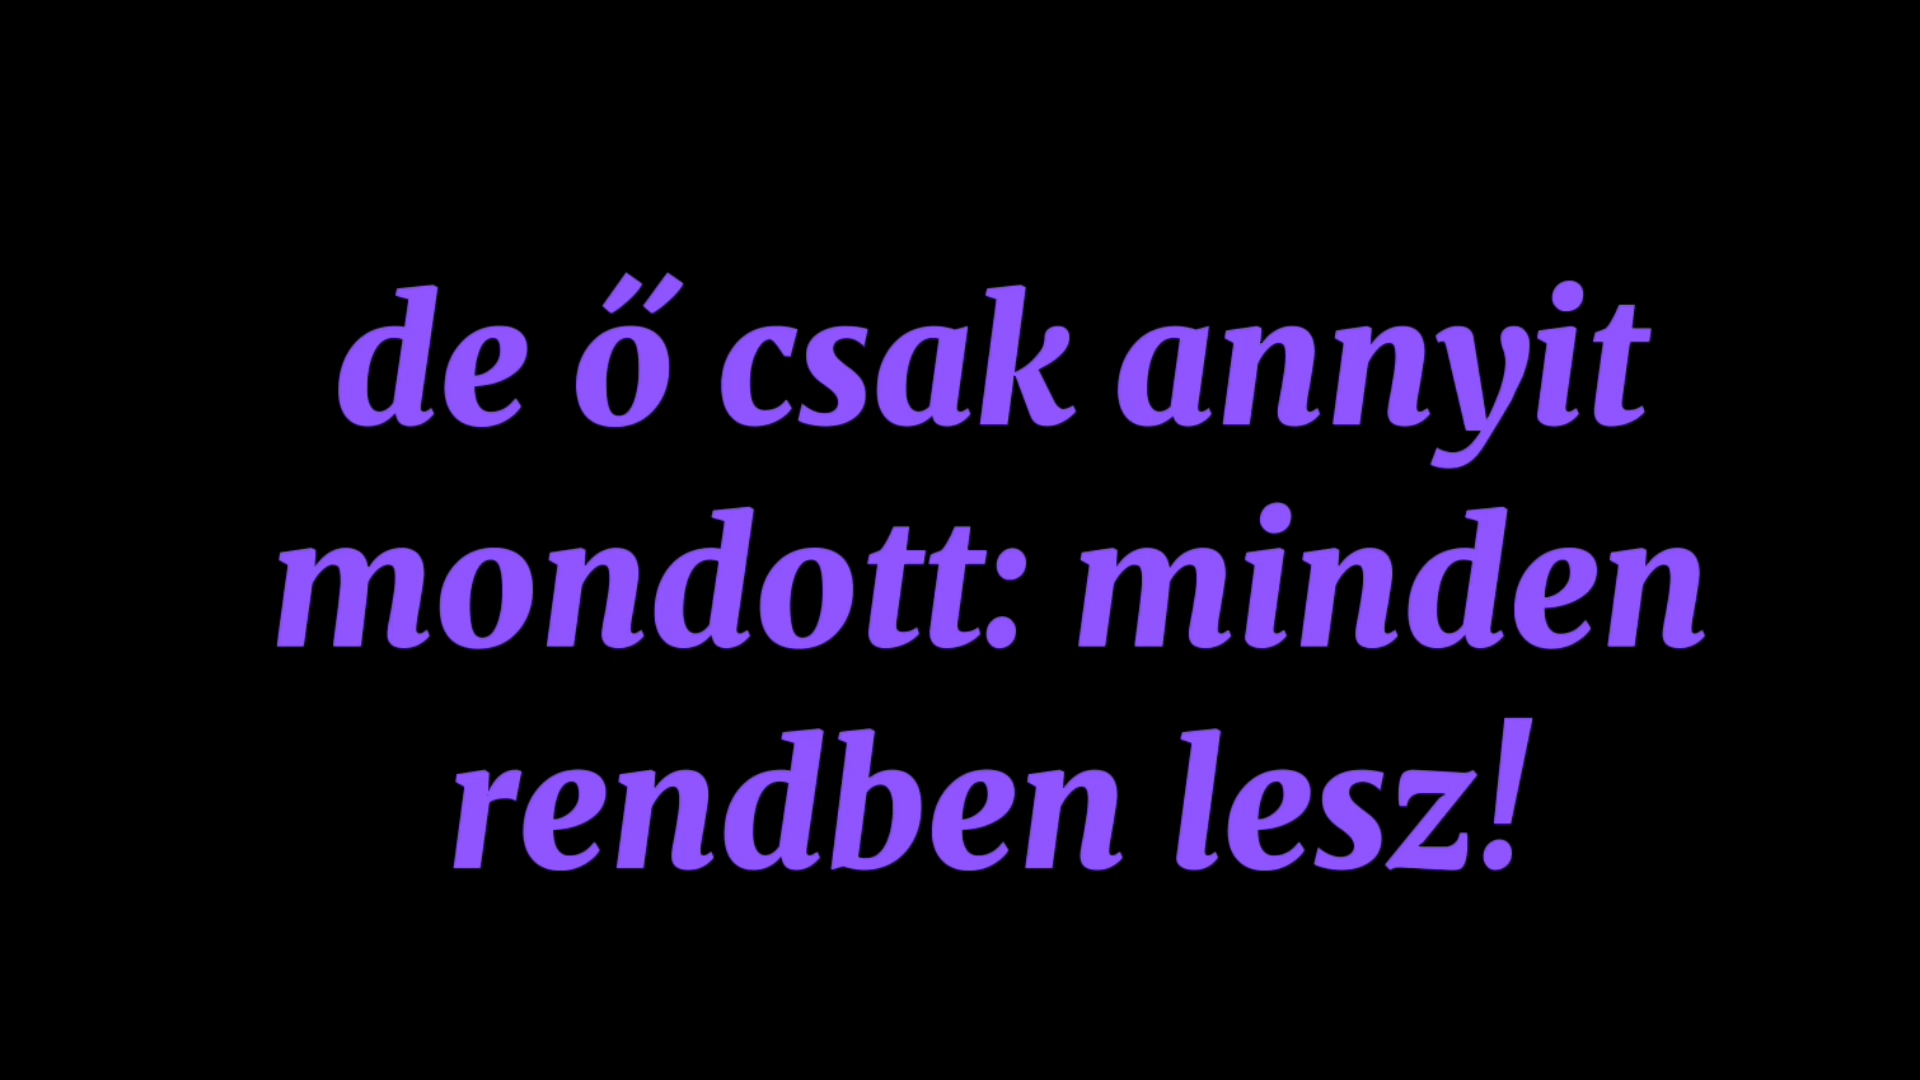 de ő csak annyit
mondott: minden
rendben lesz!